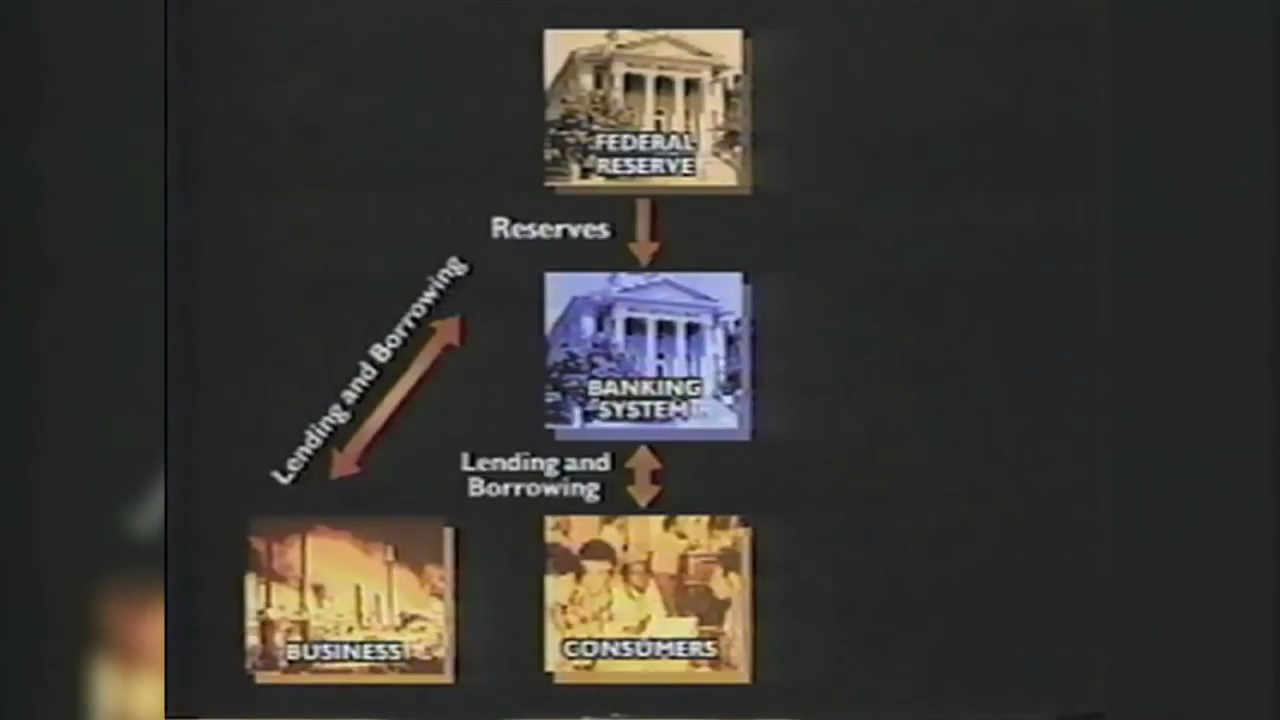 FEDERAL
RESERVE
Reserves
Lending and Borrowing
BANKING
SYSTEM
Lending and
Borrowing
BUSINESS
CONSUMERS